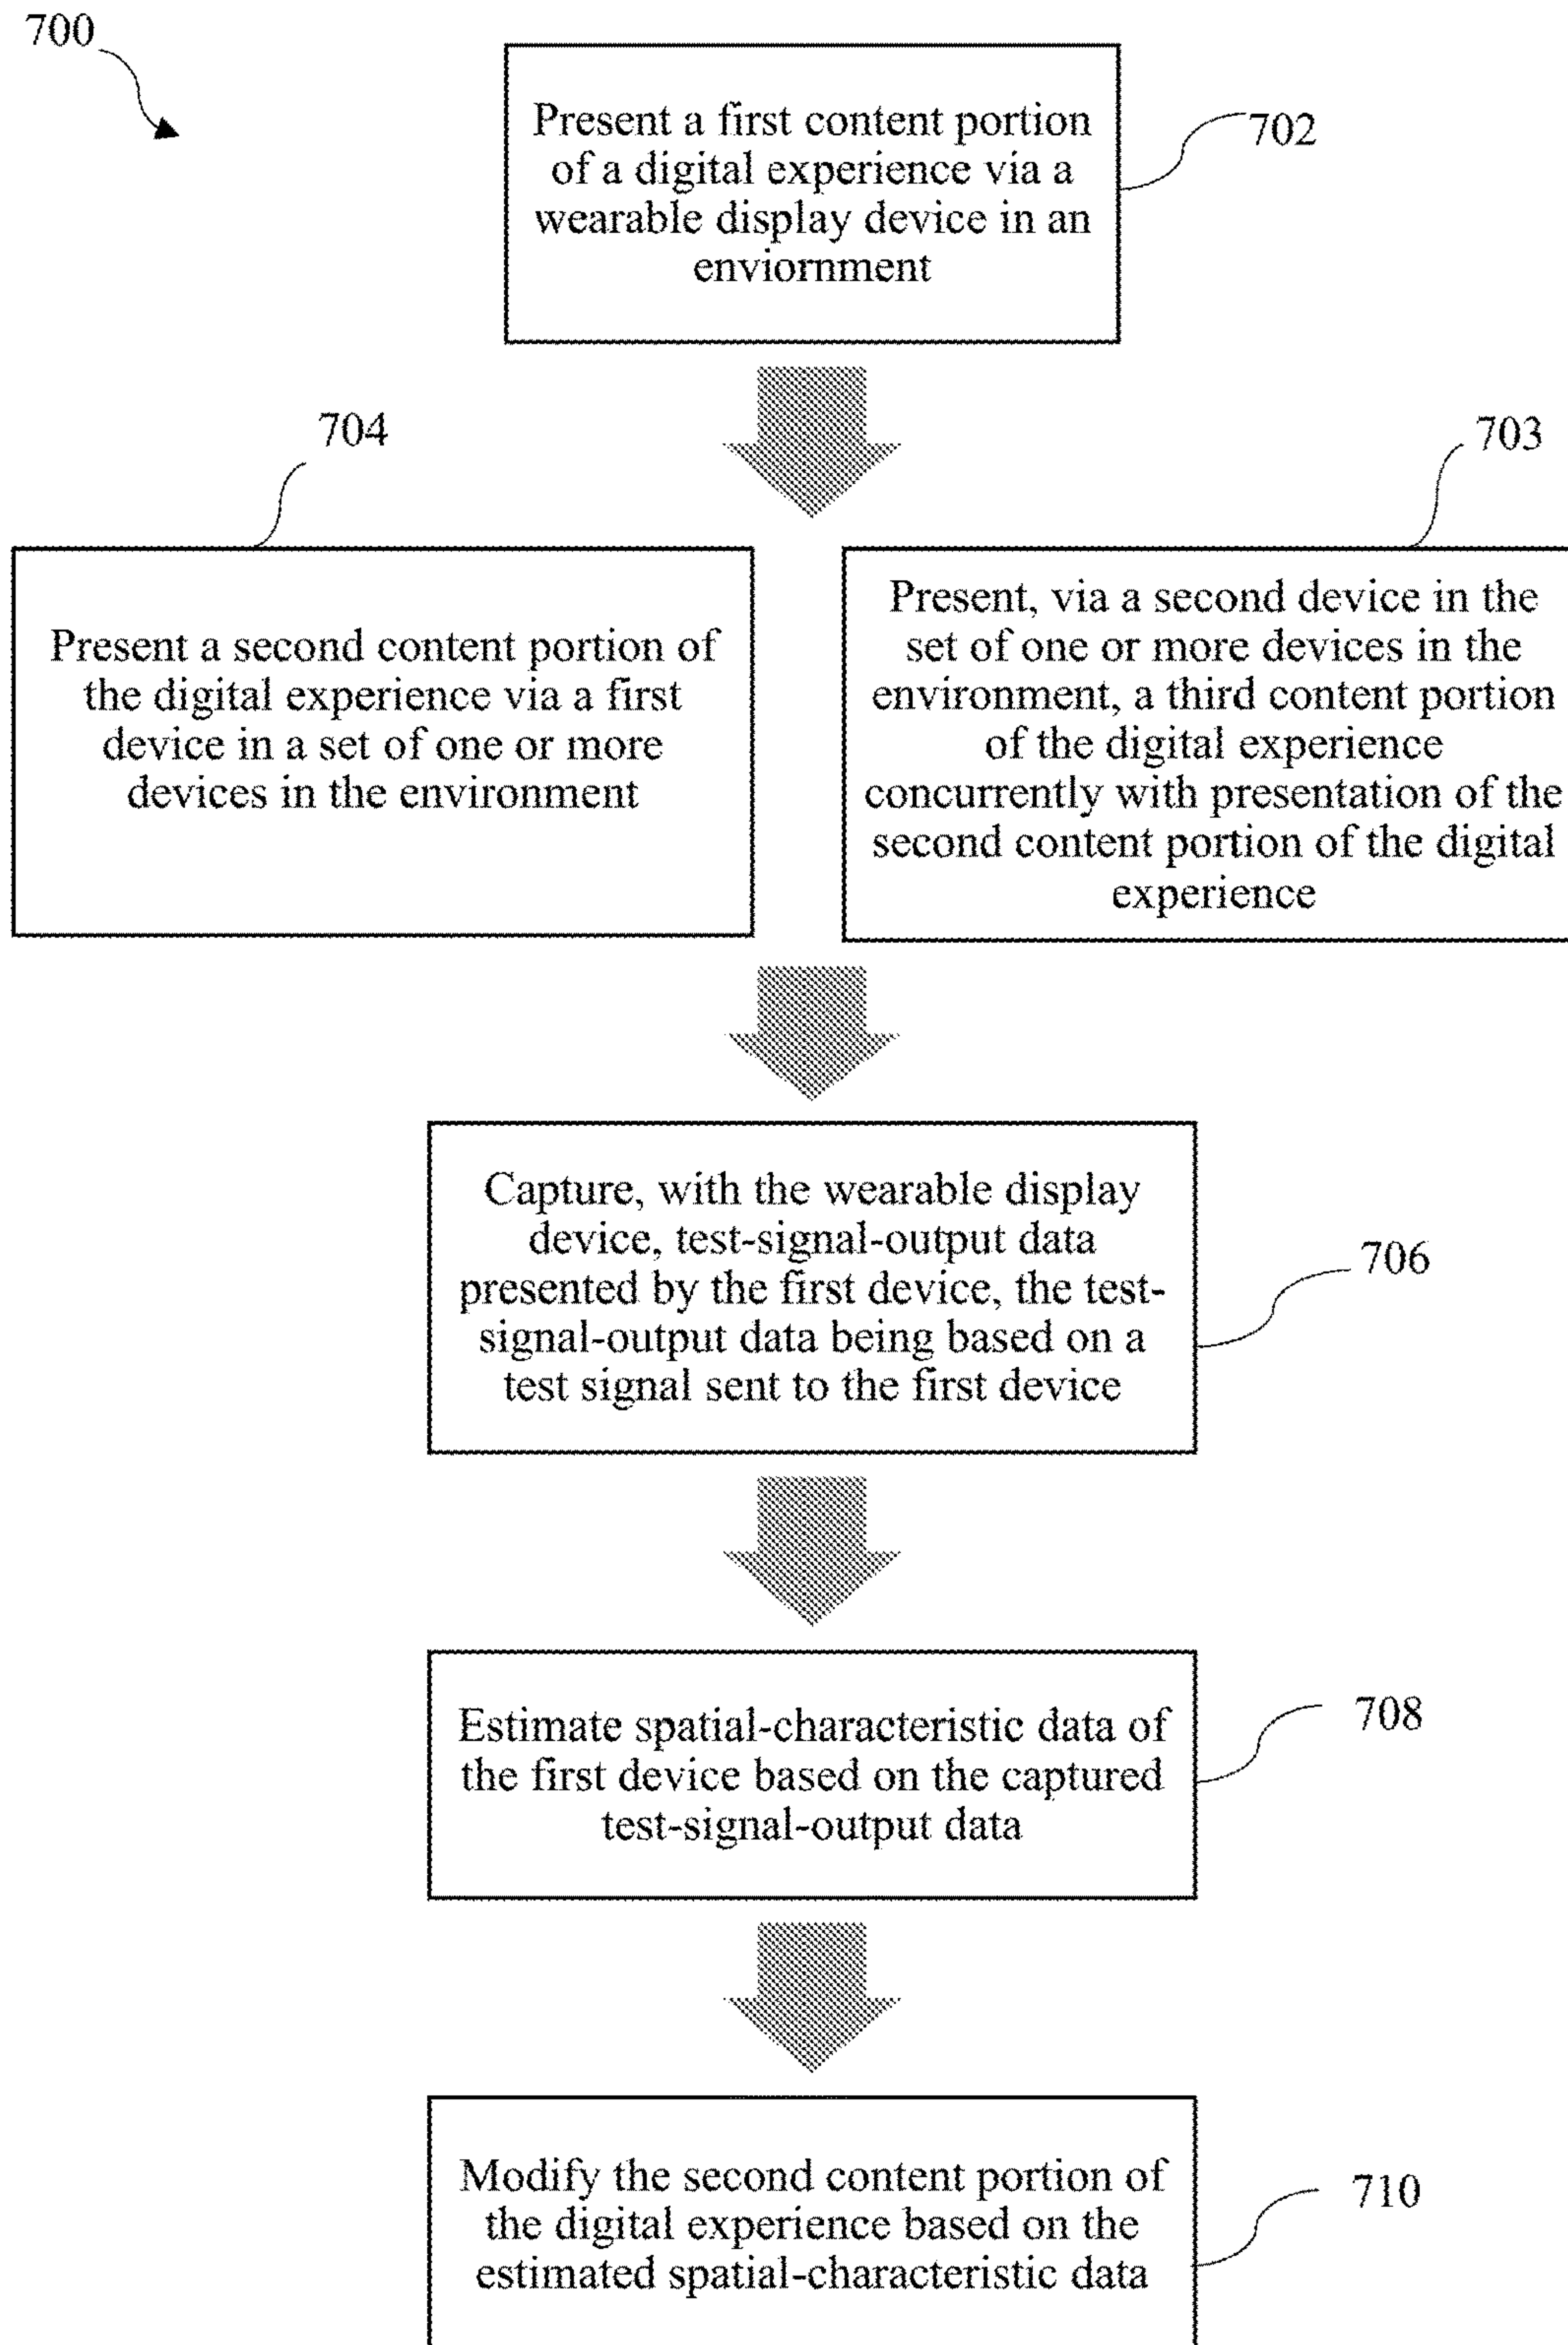 700
Present a first content portion
of a digital experience via a
wearable display device in an
enviornment
702
704
Present a second content portion of
the digital experience via a first
device in a set of one or more
devices in the environment
703
Present, via a second device in the
set of one or more devices in the
environment, a third content portion
of the digital experience
concurrently with presentation of the
second content portion of the digital
experience
Capture, with the wearable display
device, test-signal-output data
presented by the first device, the test-
signal-output data being based on a
test signal sent to the first device
706
Estimate spatial-characteristic data of
the first device based on the captured
test-signal-output data
708
Modify the second content portion of
the digital experience based on the
estimated spatial-characteristic data
710